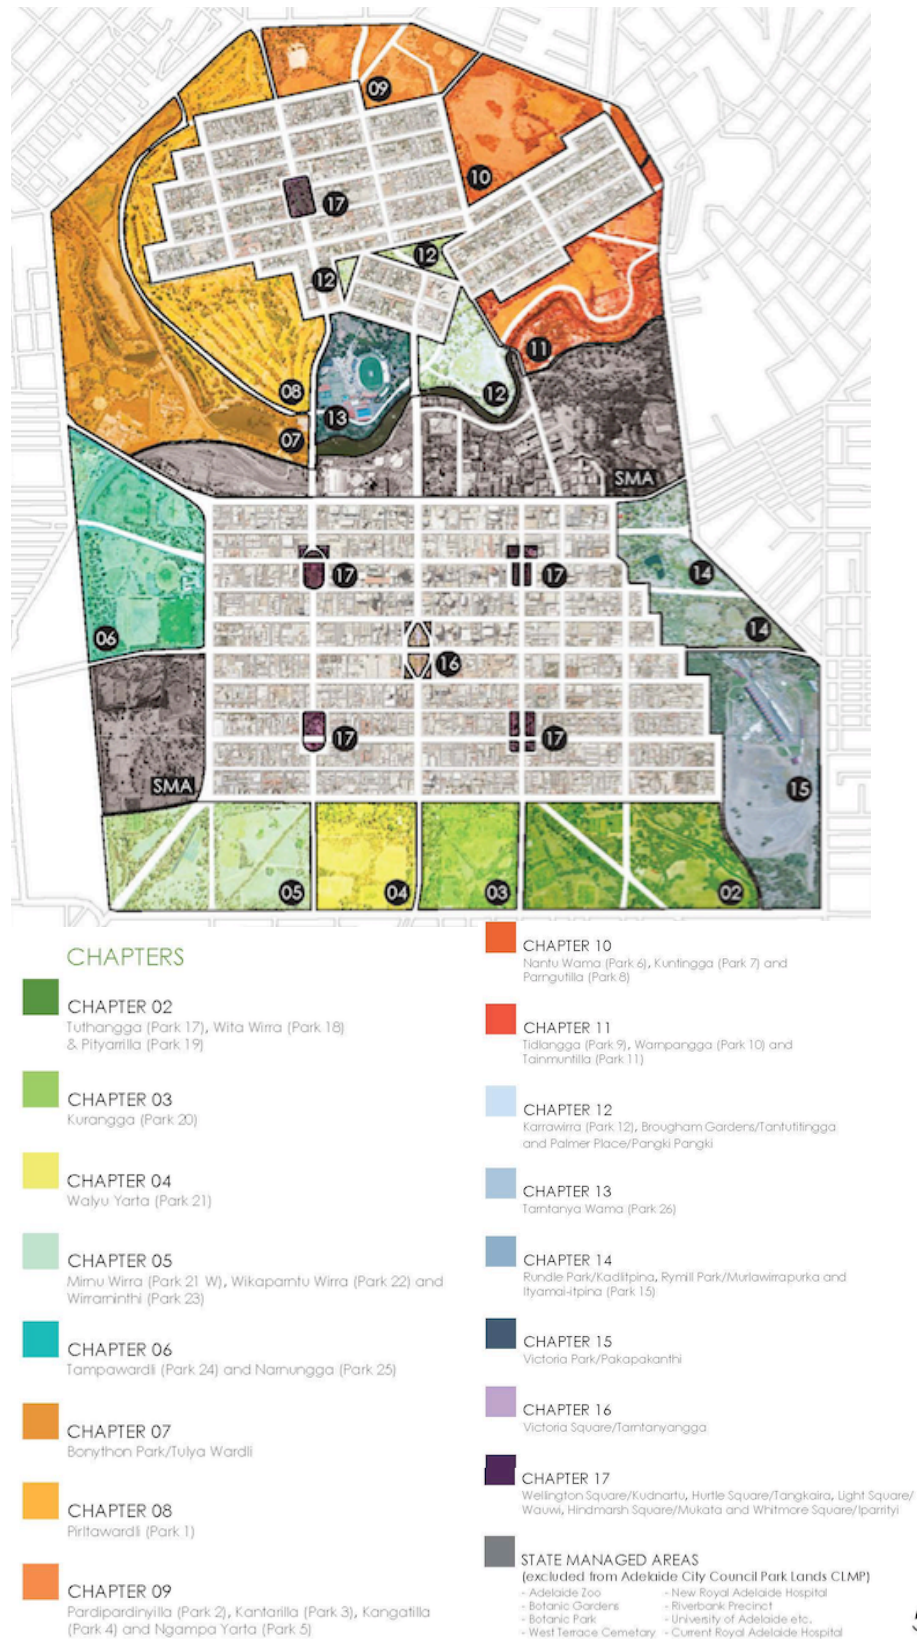 09
10
17
12
12
11
08
12
13
07
SMA
17
17
14
06
14
16
17
17
SMA
15
05
04
03
02
CHAPTERS
CHAPTER 02
Tuthangga (Park 17), Wita Wirra (Park 18)
& Pityarrilla (Park 19)
CHAPTER 03
Kurangga (Park 20)
CHAPTER 04
Walyu Yarta (Park 21)
CHAPTER 05
Mirnu Wirra (Park 21 W), Wikaparntu Wirra (Park 22) and
Wirraminthi (Park 23)
CHAPTER 06
Tampawardli (Park 24) and Narnungga (Park 25)
CHAPTER 07
Bonython Park/Tulya Wardli
CHAPTER 08
Pirltawardli (Park 1)
CHAPTER 09
Pardipardinyilla (Park 2), Kantarilla (Park 3), Kangatilla
(Park 4) and Ngampa Yarta (Park 5)
CHAPTER 10
Nantu Wama (Park 6), Kuntingga (Park 7) and
Parngutilla (Park 8)
CHAPTER 11
Tidlangga (Park 9), Warnpangga (Park 10) and
Tainmuntilla (Park 11)
CHAPTER 12
Karrawirra (Park 12), Brougham Gardens/Tantutitingga
and Palmer Place/Pangki Pangki
CHAPTER 13
Tarntanya Wama (Park 26)
CHAPTER 14
Rundle Park/Kadlitpina, Rymill Park/Murlawirrapurka and
Ityamai-itpina (Park 15)
CHAPTER 15
Victoria Park/Pakapakanthi
CHAPTER 16
Victoria Square/Tarntanyangga
CHAPTER 17
Wellington Square/Kudnartu, Hurtle Square/Tangkaira, Light Square/
Wauwi, Hindmarsh Square/Mukata and Whitmore Square/Iparrityi
STATE MANAGED AREAS
(excluded from Adelaide City Council Park Lands CLMP)
- Adelaide Zoo
- Botanic Gardens
- Botanic Park
- West Terrace Cemetary
- New Royal Adelaide Hospital
- Riverbank Precinct
- University of Adelaide etc.
- Current Royal Adelaide Hospital